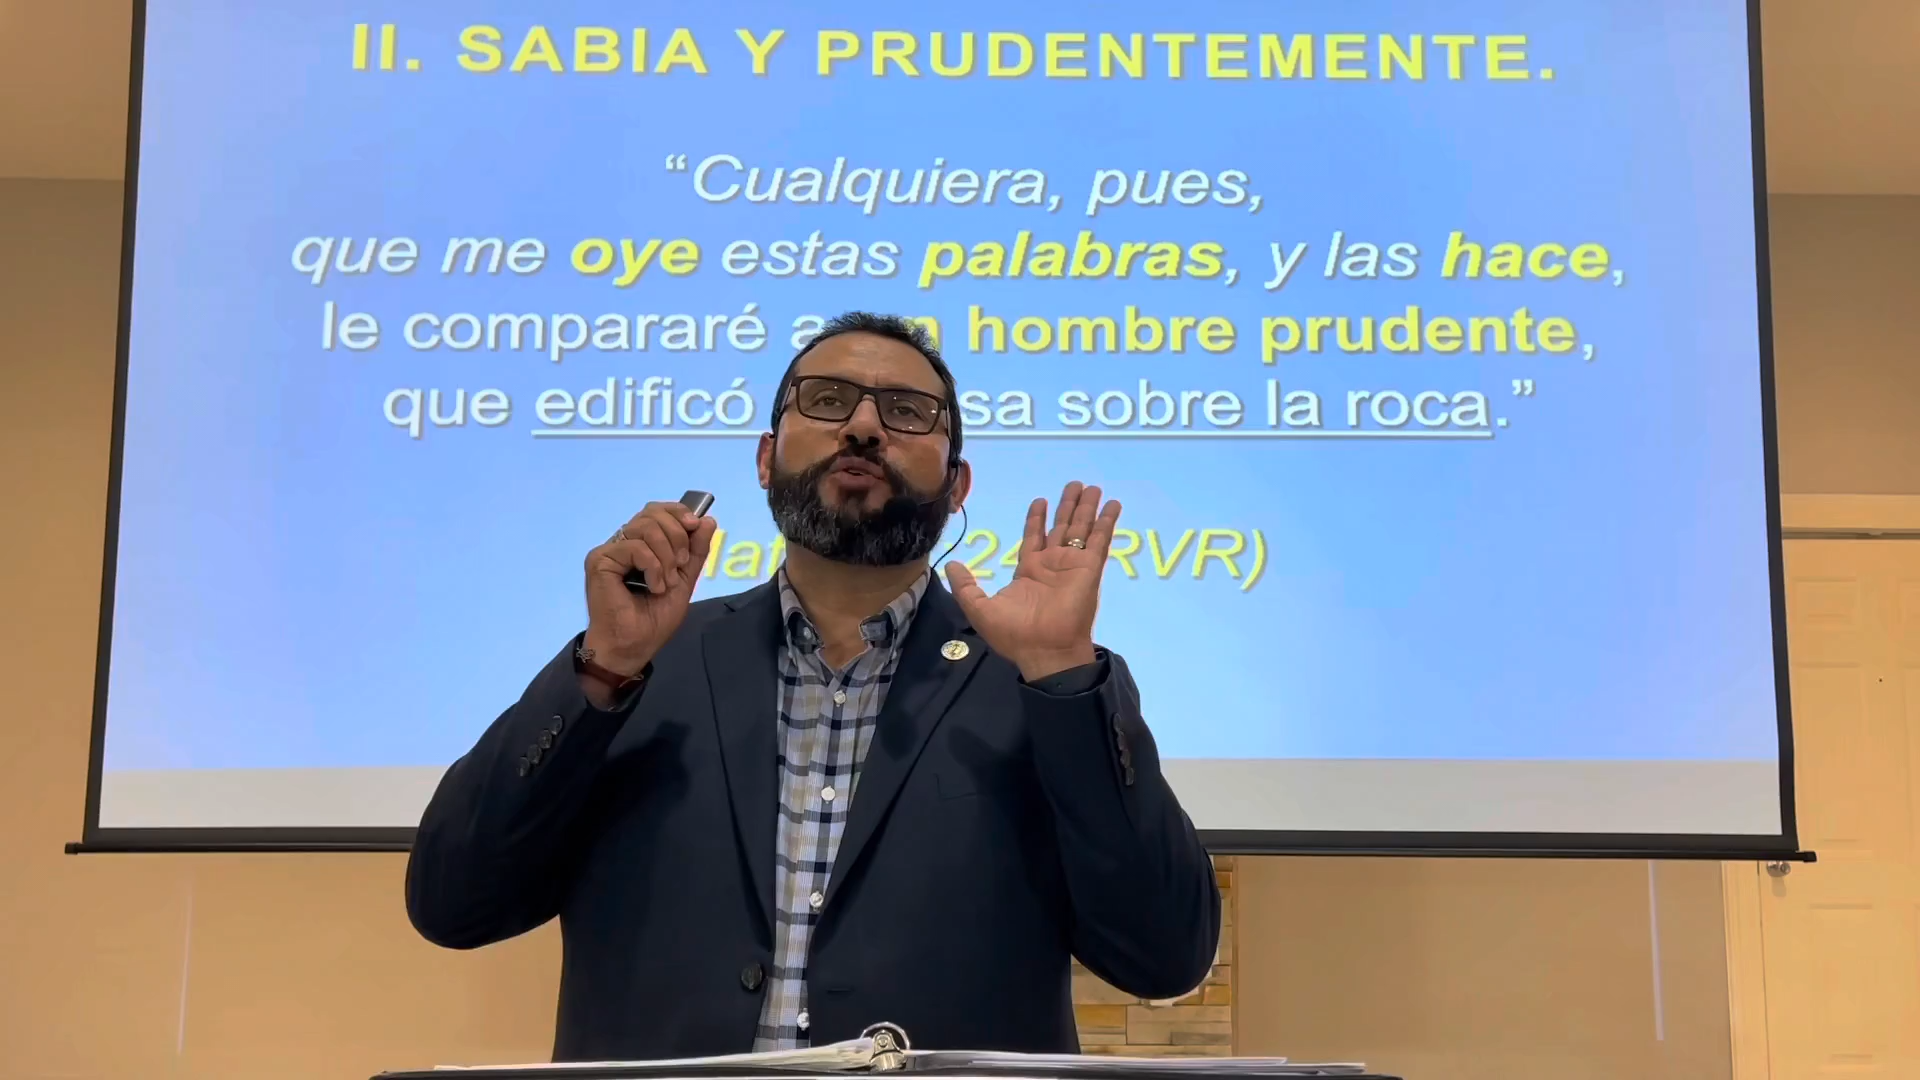 II. SABIA Y PRUDENTEMENTE.
“Cualquiera, pues,
que me oye estas palabras, y las hace,
le compararé a hombre prudente,
que edificó sobre la roca.”
RVR)